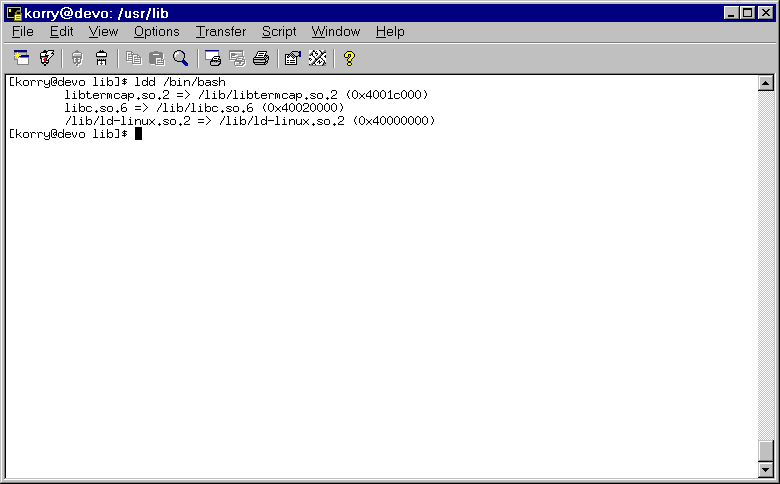 korry@devo: /usr/lib
File Edit View Options Transfer Script Window Help
[korry@devo lib]$ ldd /bin/bash
libtermcap.so.2 => /lib/libtermcap.so.2 (0x4001c000)
libc.so.6 => /lib/libc.so.6 (0x40020000)
/lib/ld-linux.so.2 => /lib/ld-linux.so.2 (0x40000000)
[korry@devo lib]$